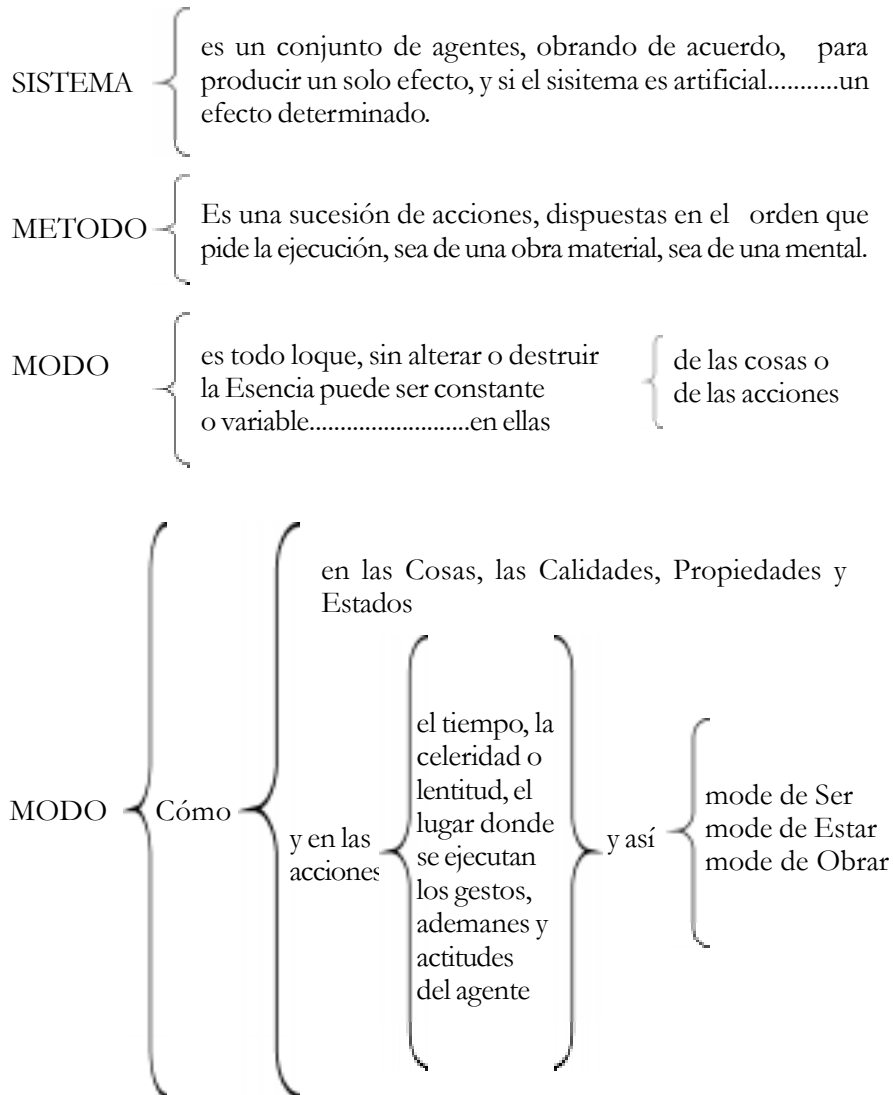 SISTEMA
es un conjunto de agentes, obrando de acuerdo, para
producir un solo efecto, y si el sisitema es artificial...........un
efecto determinado.
METODO
Es una sucesión de acciones, dispuestas en el orden que
pide la ejecución, sea de una obra material, sea de una mental.
MODO
es todo loque, sin alterar o destruir
la Esencia puede ser constante
o variable..........................en ellas
de las cosas o
de las acciones
MODO
Cómo
en las Cosas, las Calidades, Propiedades y
Estados
y en las
acciones
el tiempo, la
celeridad o
lentitud, el
lugar donde
se ejecutan
los gestos,
ademanes y
actitudes
del agente
y así
mode de Ser
mode de Estar
mode de Obrar